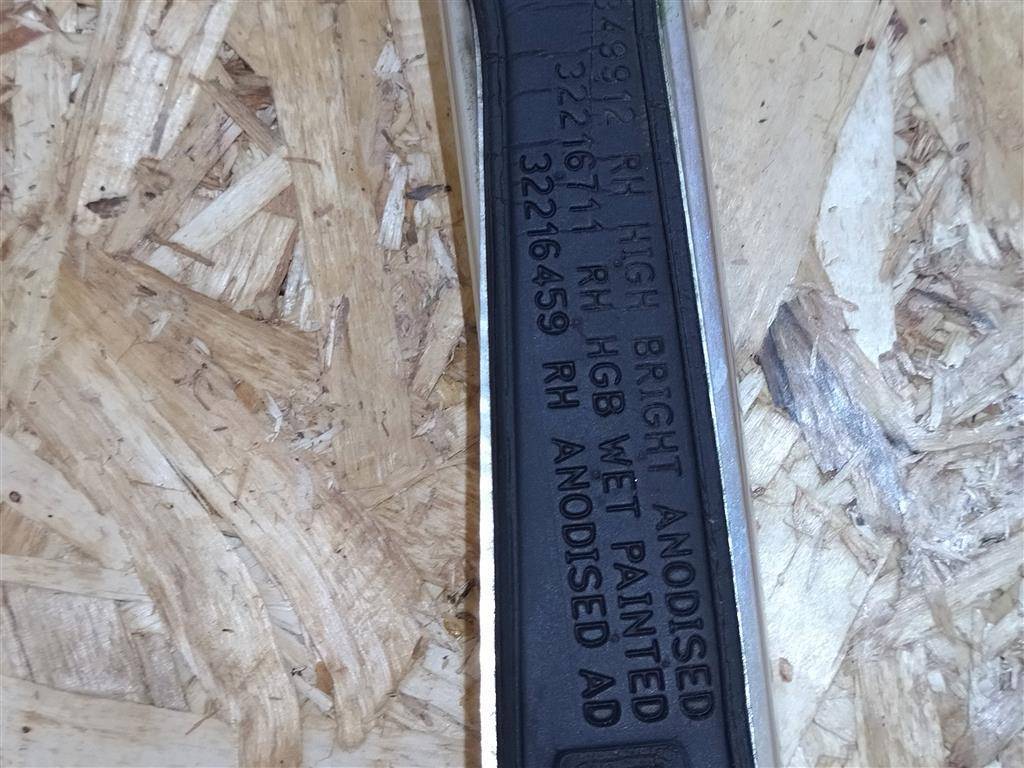 348912 RH HIGH BRIGHT ANODISED
32216711 RH HGB WET PAINTED
32216459 RH ANODISED AD